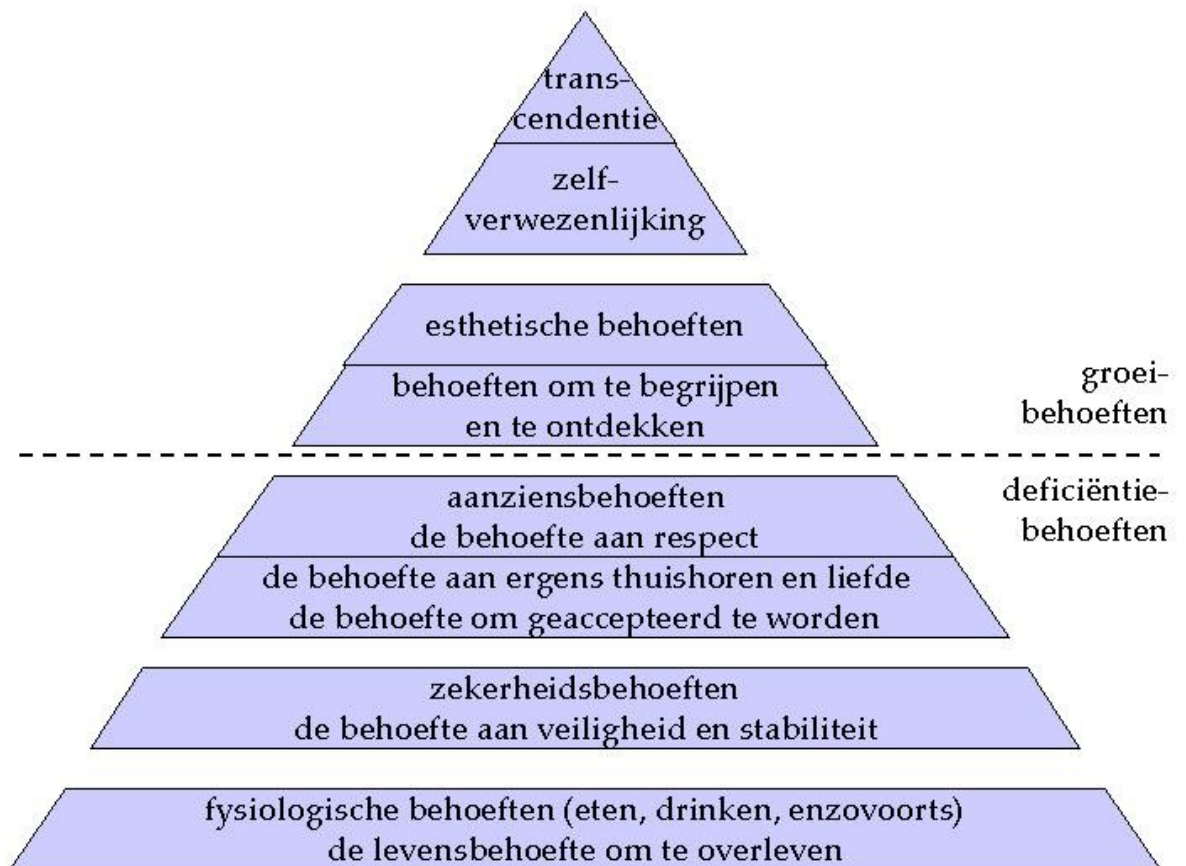 trans-
cendentie
zelf-
verwezenlijking
esthetische behoeften
behoeften om te begrijpen
en te ontdekken
groei-
behoeften
aanziensbehoeften
de behoefte aan respect
deficiëntie-
behoeften
de behoefte aan ergens thuishoren en liefde
de behoefte om geaccepteerd te worden
zekerheidsbehoeften
de behoefte aan veiligheid en stabiliteit
fysiologische behoeften (eten, drinken, enzovoorts)
de levensbehoefte om te overleven